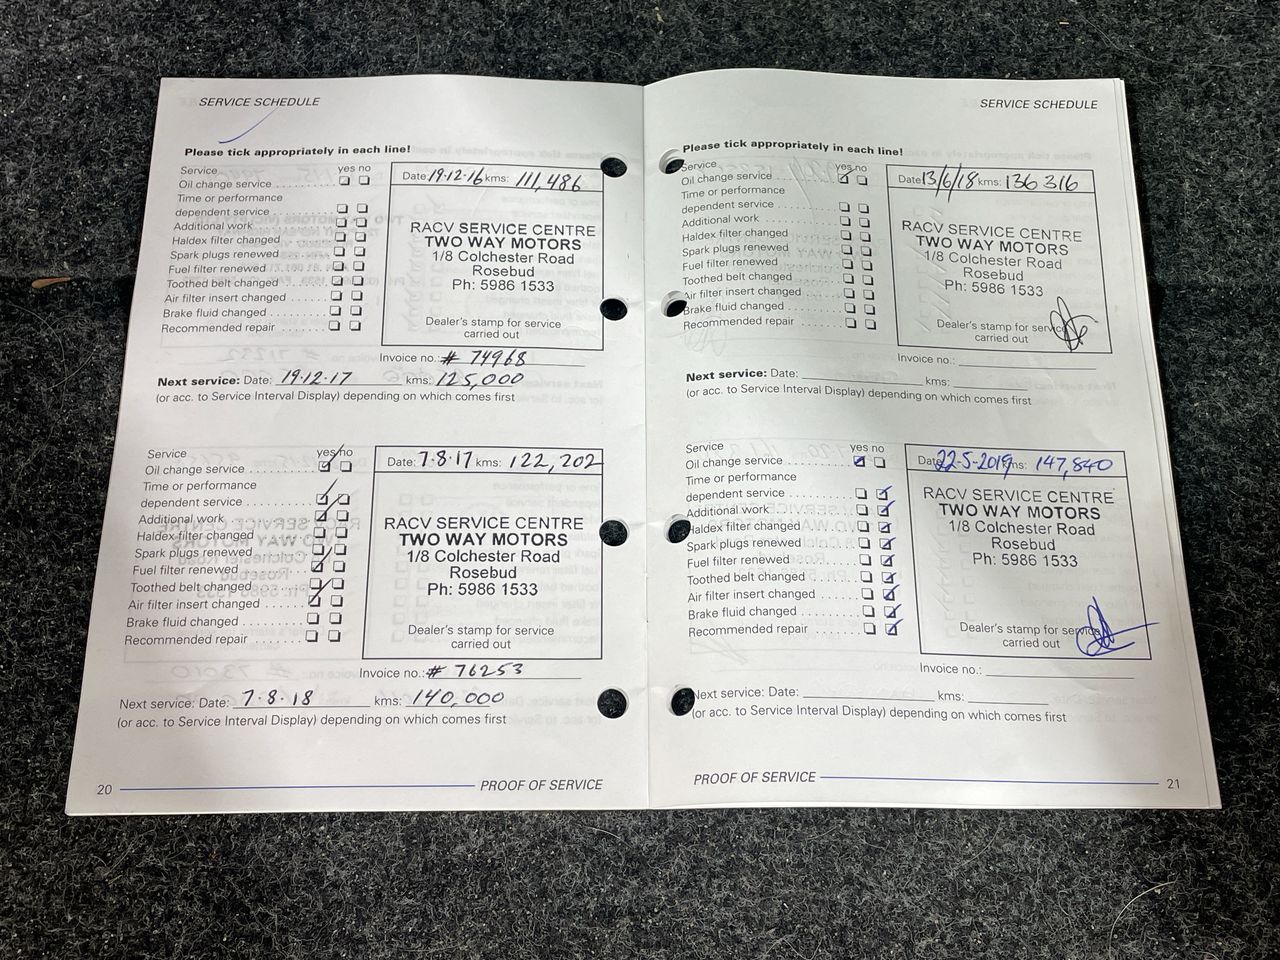 SERVICE SCHEDULE
Please tick appropriately in each line!
Service yes no
Oil change service
Time or performance
dependent service
Additional work
Haldex filter changed
Spark plugs renewed
Fuel filter renewed
Toothed belt changed
Air filter insert changed
Brake fluid changed
Recommended repair
Date: 19.12.16 kms: 111,486
RACV SERVICE CENTRE
TWO WAY MOTORS
1/8 Colchester Road
Rosebud
Ph: 5986 1533
Dealer's stamp for service
carried out
Invoice no.: # 74968
Next service: Date: 19.12.17 kms: 125,000
(or acc. to Service Interval Display) depending on which comes first
Service yes no
Oil change service
Time or performance
dependent service
Additional work
Haldex filter changed
Spark plugs renewed
Fuel filter renewed
Toothed belt changed
Air filter insert changed
Brake fluid changed
Recommended repair
Date: 7.8.17 kms: 122,202
RACV SERVICE CENTRE
TWO WAY MOTORS
1/8 Colchester Road
Rosebud
Ph: 5986 1533
Dealer's stamp for service
carried out
Invoice no.: # 76253
Next service: Date: 7.8.18 kms: 140,000
(or acc. to Service Interval Display) depending on which comes first
20 PROOF OF SERVICE
SERVICE SCHEDULE
Please tick appropriately in each line!
Service yes no
Oil change service
Time or performance
dependent service
Additional work
Haldex filter changed
Spark plugs renewed
Fuel filter renewed
Toothed belt changed
Air filter insert changed
Brake fluid changed
Recommended repair
Date 13/6/18 kms: 136 316
RACV SERVICE CENTRE
TWO WAY MOTORS
1/8 Colchester Road
Rosebud
Ph: 5986 1533
Dealer's stamp for service
carried out
Invoice no.:
Next service: Date: kms:
(or acc. to Service Interval Display) depending on which comes first
Service yes no
Oil change service
Time or performance
dependent service
Additional work
Haldex filter changed
Spark plugs renewed
Fuel filter renewed
Toothed belt changed
Air filter insert changed
Brake fluid changed
Recommended repair
Date 22-5-2019 kms: 147,840
RACV SERVICE CENTRE
TWO WAY MOTORS
1/8 Colchester Road
Rosebud
Ph: 5986 1533
Dealer's stamp for service
carried out
Invoice no.:
Next service: Date: kms:
(or acc. to Service Interval Display) depending on which comes first
PROOF OF SERVICE 21